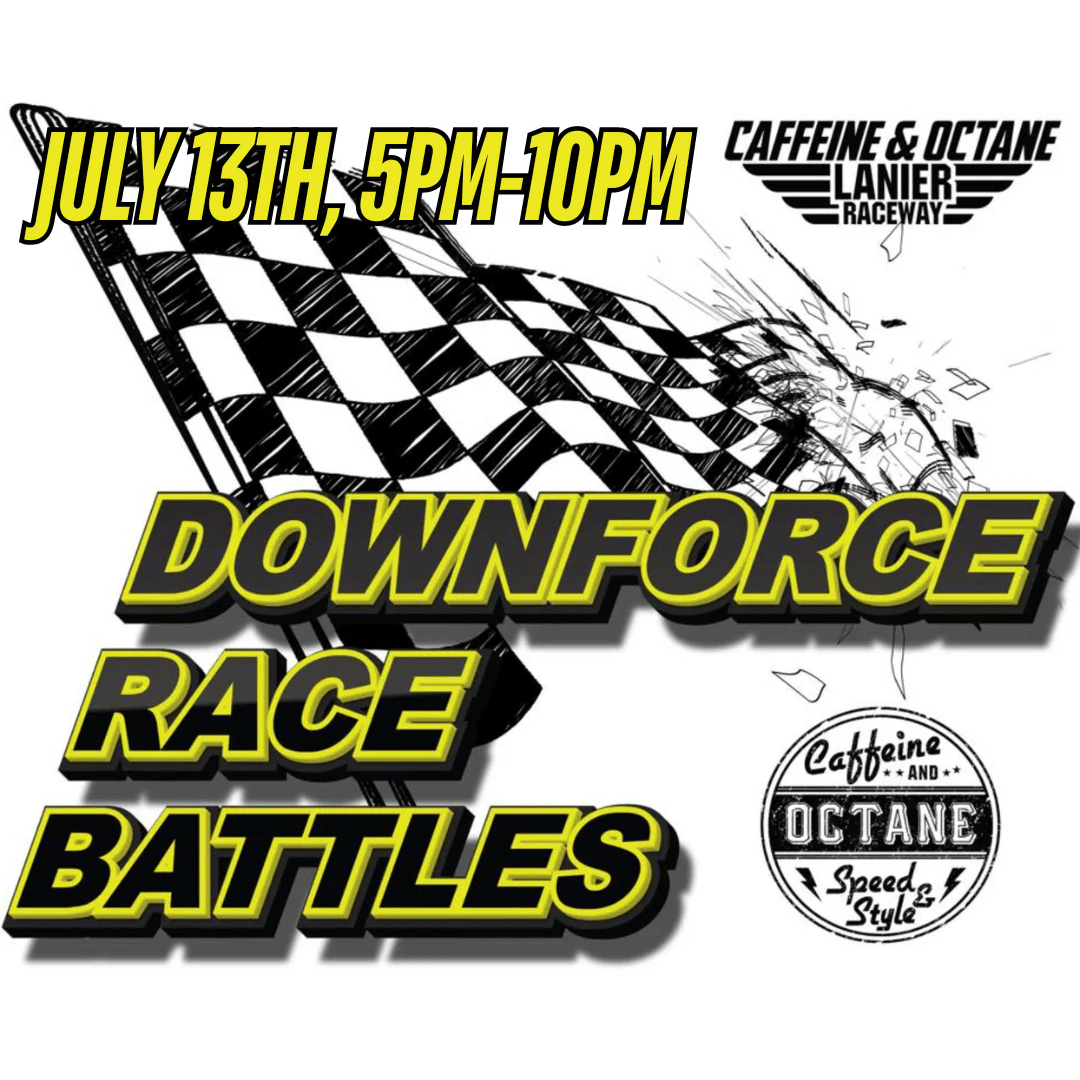 JULY 13TH, 5PM-10PM
CAFFEINE & OCTANE
LANIER
RACEWAY
DOWNFORCE
RACE
BATTLES
Caffeine
AND
OCTANE
Speed &
Style